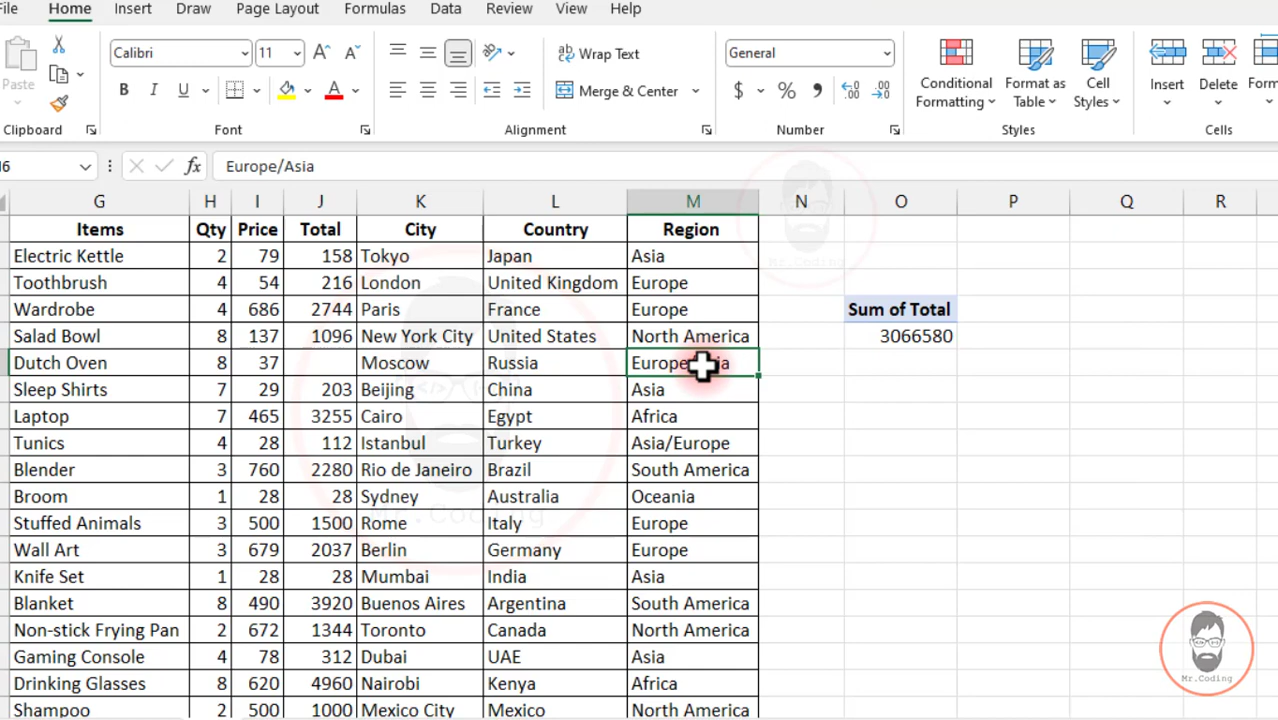 File Home Insert Draw Page Layout Formulas Data Review View Help
Calibri 11 Wrap Text General
Paste B I U Merge & Center $ % Conditional Formatting Format as Table Cell Styles Insert Delete
Clipboard Font Alignment Number Styles Cells
fx Europe/Asia
G H I J K L M N O P Q R
Items Qty Price Total City Country Region
Electric Kettle 2 79 158 Tokyo Japan Asia
Toothbrush 4 54 216 London United Kingdom Europe
Wardrobe 4 686 2744 Paris France Europe Sum of Total
Salad Bowl 8 137 1096 New York City United States North America 3066580
Dutch Oven 8 37 Moscow Russia Europe/Asia
Sleep Shirts 7 29 203 Beijing China Asia
Laptop 7 465 3255 Cairo Egypt Africa
Tunics 4 28 112 Istanbul Turkey Asia/Europe
Blender 3 760 2280 Rio de Janeiro Brazil South America
Broom 1 28 28 Sydney Australia Oceania
Stuffed Animals 3 500 1500 Rome Italy Europe
Wall Art 3 679 2037 Berlin Germany Europe
Knife Set 1 28 28 Mumbai India Asia
Blanket 8 490 3920 Buenos Aires Argentina South America
Non-stick Frying Pan 2 672 1344 Toronto Canada North America
Gaming Console 4 78 312 Dubai UAE Asia
Drinking Glasses 8 620 4960 Nairobi Kenya Africa
Shampoo 2 500 1000 Mexico City Mexico North America
Mr.Coding
Mr.Coding
Mr.Coding